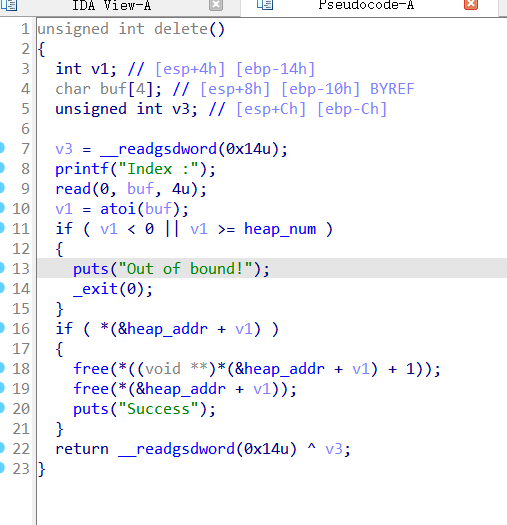 IDA View-A Pseudocode-A
1 unsigned int delete()
2 {
3 int v1; // [esp+4h] [ebp-14h]
4 char buf[4]; // [esp+8h] [ebp-10h] BYREF
5 unsigned int v3; // [esp+Ch] [ebp-Ch]
6
7 v3 = __readgsdword(0x14u);
8 printf("Index :");
9 read(0, buf, 4u);
10 v1 = atoi(buf);
11 if ( v1 < 0 || v1 >= heap_num )
12 {
13 puts("Out of bound!");
14 _exit(0);
15 }
16 if ( *(&heap_addr + v1) )
17 {
18 free(*((void **)*(&heap_addr + v1) + 1));
19 free(*(&heap_addr + v1));
20 puts("Success");
21 }
22 return __readgsdword(0x14u) ^ v3;
23 }